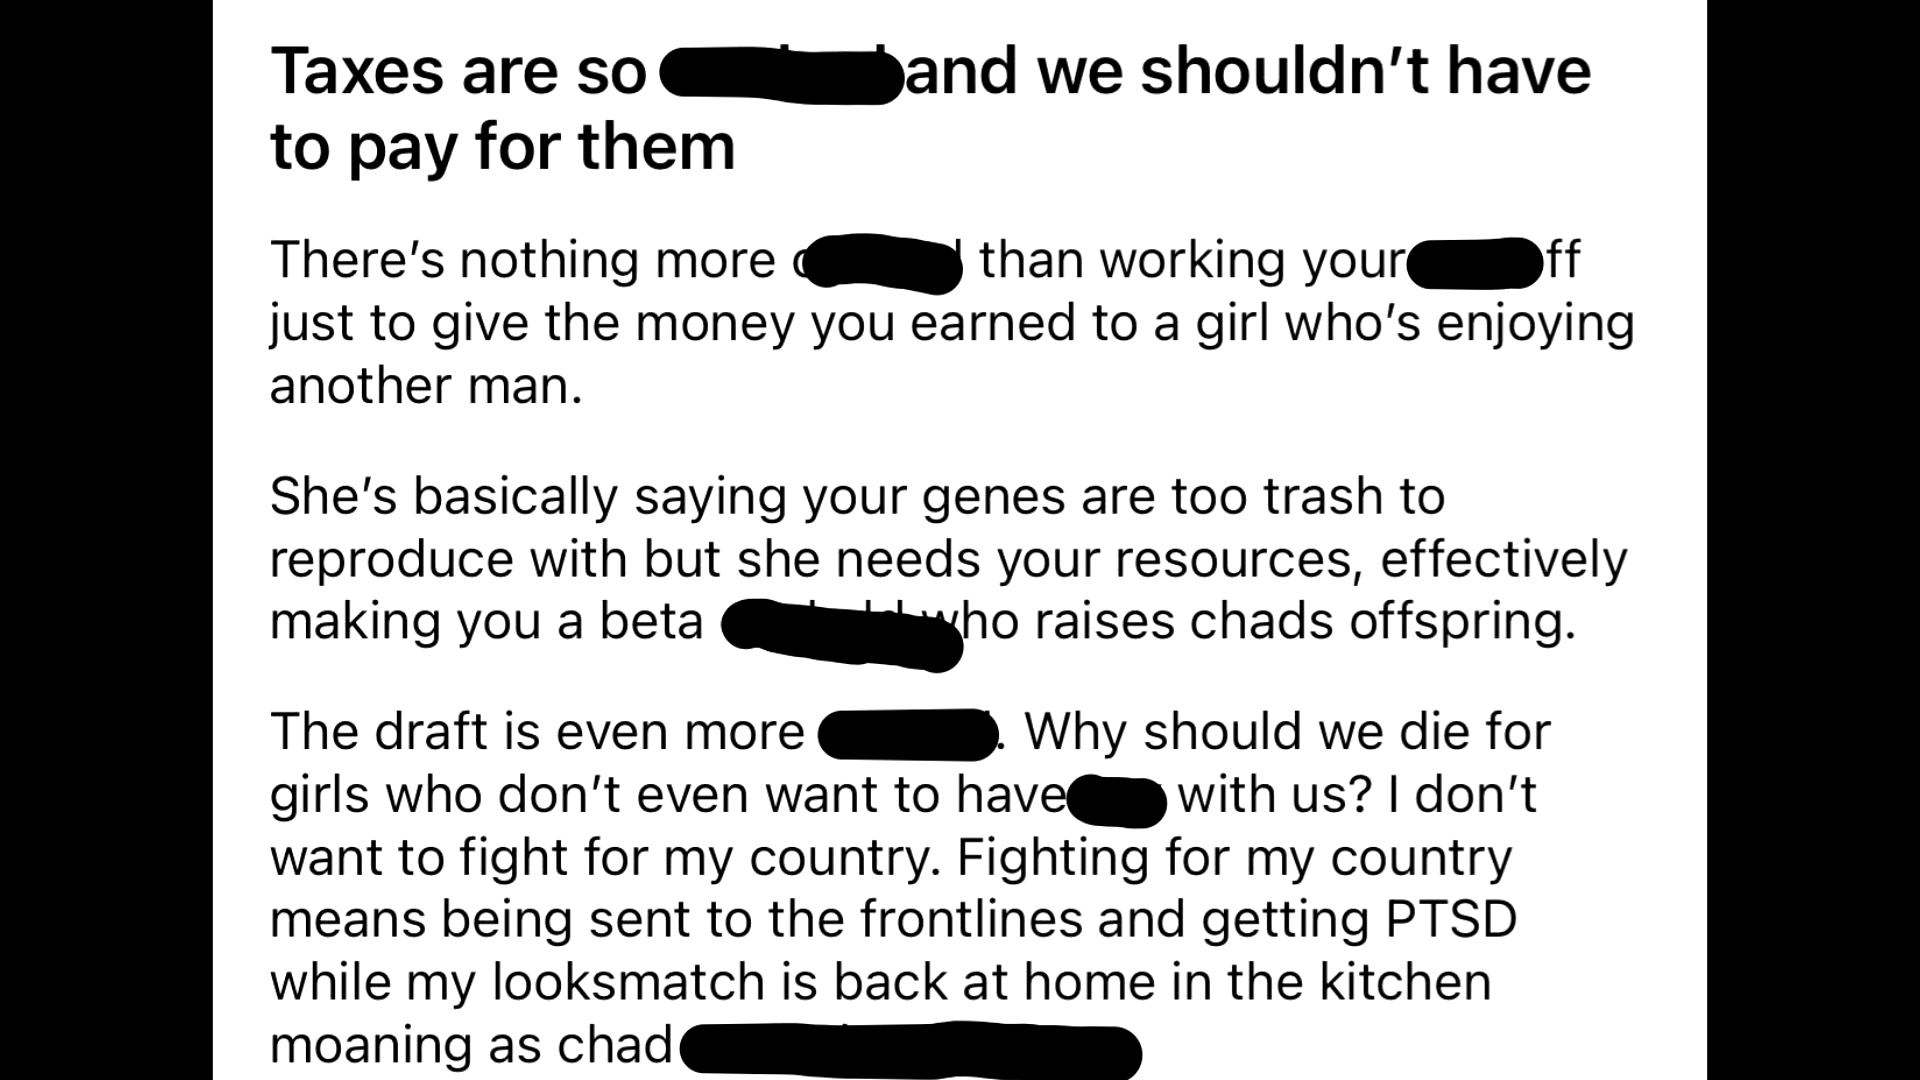 Taxes are so and we shouldn’t have
to pay for them
There’s nothing more than working your
just to give the money you earned to a girl who’s enjoying
another man.
She’s basically saying your genes are too trash to
reproduce with but she needs your resources, effectively
making you a beta who raises chads offspring.
The draft is even more . Why should we die for
girls who don’t even want to have with us? I don’t
want to fight for my country. Fighting for my country
means being sent to the frontlines and getting PTSD
while my looksmatch is back at home in the kitchen
moaning as chad